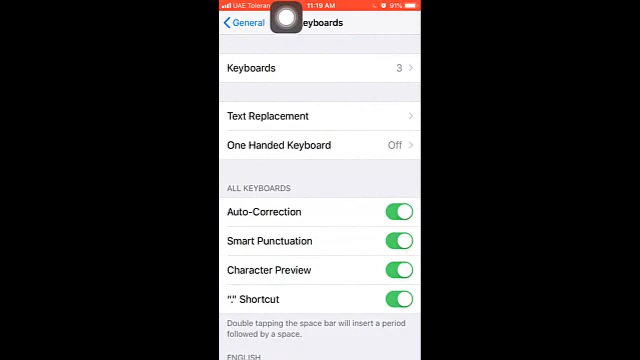 UAE Toleran 11:19 AM 91%
General eyboards
Keyboards 3
Text Replacement
One Handed Keyboard Off
ALL KEYBOARDS
Auto-Correction
Smart Punctuation
Character Preview
“.” Shortcut
Double tapping the space bar will insert a period
followed by a space.
ENGLISH